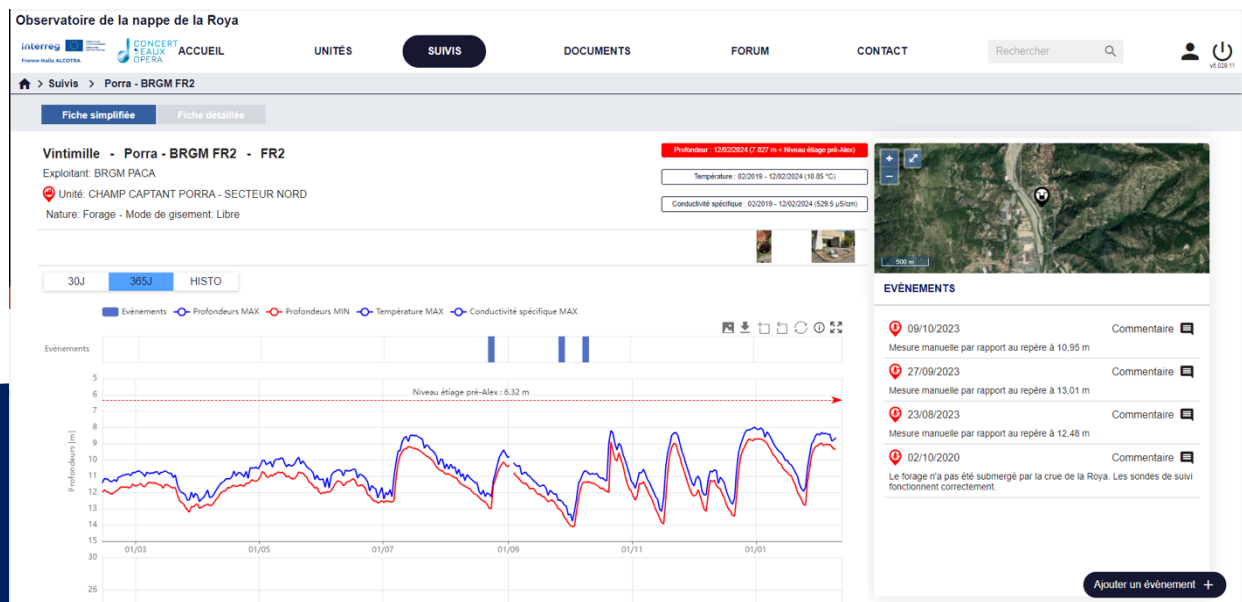 Observatoire de la nappe de la Roya
interreg
France-Italia ALCOTRA
CONCERT
EAUX
OPERA
ACCUEIL UNITÉS SUIVIS DOCUMENTS FORUM CONTACT Rechercher
v5.029.11
> Suivis > Porra - BRGM FR2
Fiche simplifiée Fiche détaillée
Vintimille - Porra - BRGM FR2 - FR2
Exploitant: BRGM PACA
Unité: CHAMP CAPTANT PORRA - SECTEUR NORD
Nature: Forage - Mode de gisement: Libre
Profondeur : 12/02/2024 (7.827 m < Niveau étiage pré-Alex)
Température : 02/2019 - 12/02/2024 (10.85 °C)
Conductivité spécifique : 02/2019 - 12/02/2024 (529.5 µS/cm)
+
−
500 m
30J 365J HISTO
Evènements Profondeurs MAX Profondeurs MIN Température MAX Conductivité spécifique MAX
Evènements
Niveau étiage pré-Alex : 6.32 m
Profondeurs [m]
5
6
7
8
9
10
11
12
13
14
15
01/03 01/05 01/07 01/09 01/11 01/01
30
26
EVÈNEMENTS
09/10/2023 Commentaire
Mesure manuelle par rapport au repère à 10,95 m
27/09/2023 Commentaire
Mesure manuelle par rapport au repère à 13,01 m
23/08/2023 Commentaire
Mesure manuelle par rapport au repère à 12,48 m
02/10/2020 Commentaire
Le forage n'a pas été submergé par la crue de la Roya. Les sondes de suivi
fonctionnent correctement.
Ajouter un évènement +